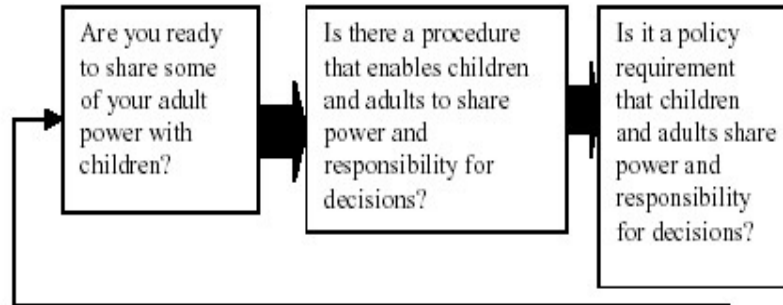 Are you ready
to share some
of your adult
power with
children?
Is there a procedure
that enables children
and adults to share
power and
responsibility for
decisions?
Is it a policy
requirement
that children
and adults share
power and
responsibility
for decisions?